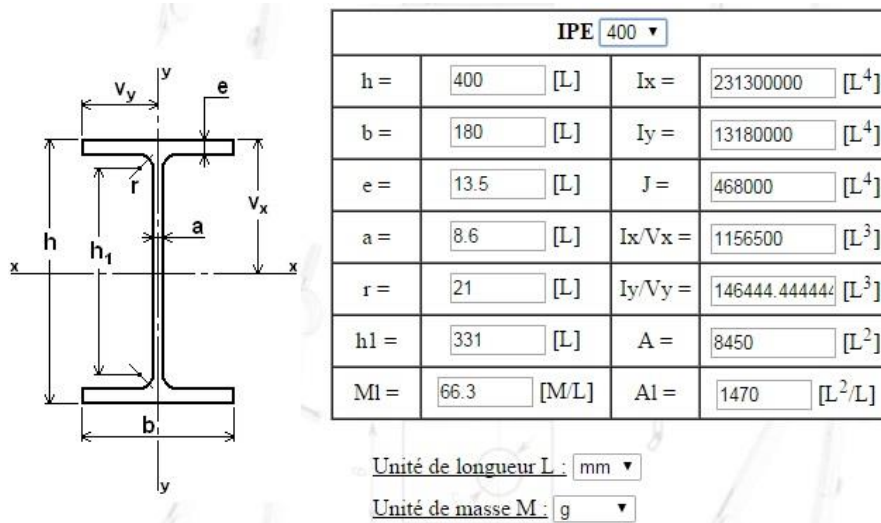 IPE 400
h = 400 [L] Ix = 231300000 [L4]
b = 180 [L] Iy = 13180000 [L4]
e = 13.5 [L] J = 468000 [L4]
a = 8.6 [L] Ix/Vx = 1156500 [L3]
r = 21 [L] Iy/Vy = 146444.444444 [L3]
h1 = 331 [L] A = 8450 [L2]
Ml = 66.3 [M/L] Al = 1470 [L2/L]
Unité de longueur L : mm
Unité de masse M : g
y
vy
e
r
vx
h
h1
a
x
x
b
y